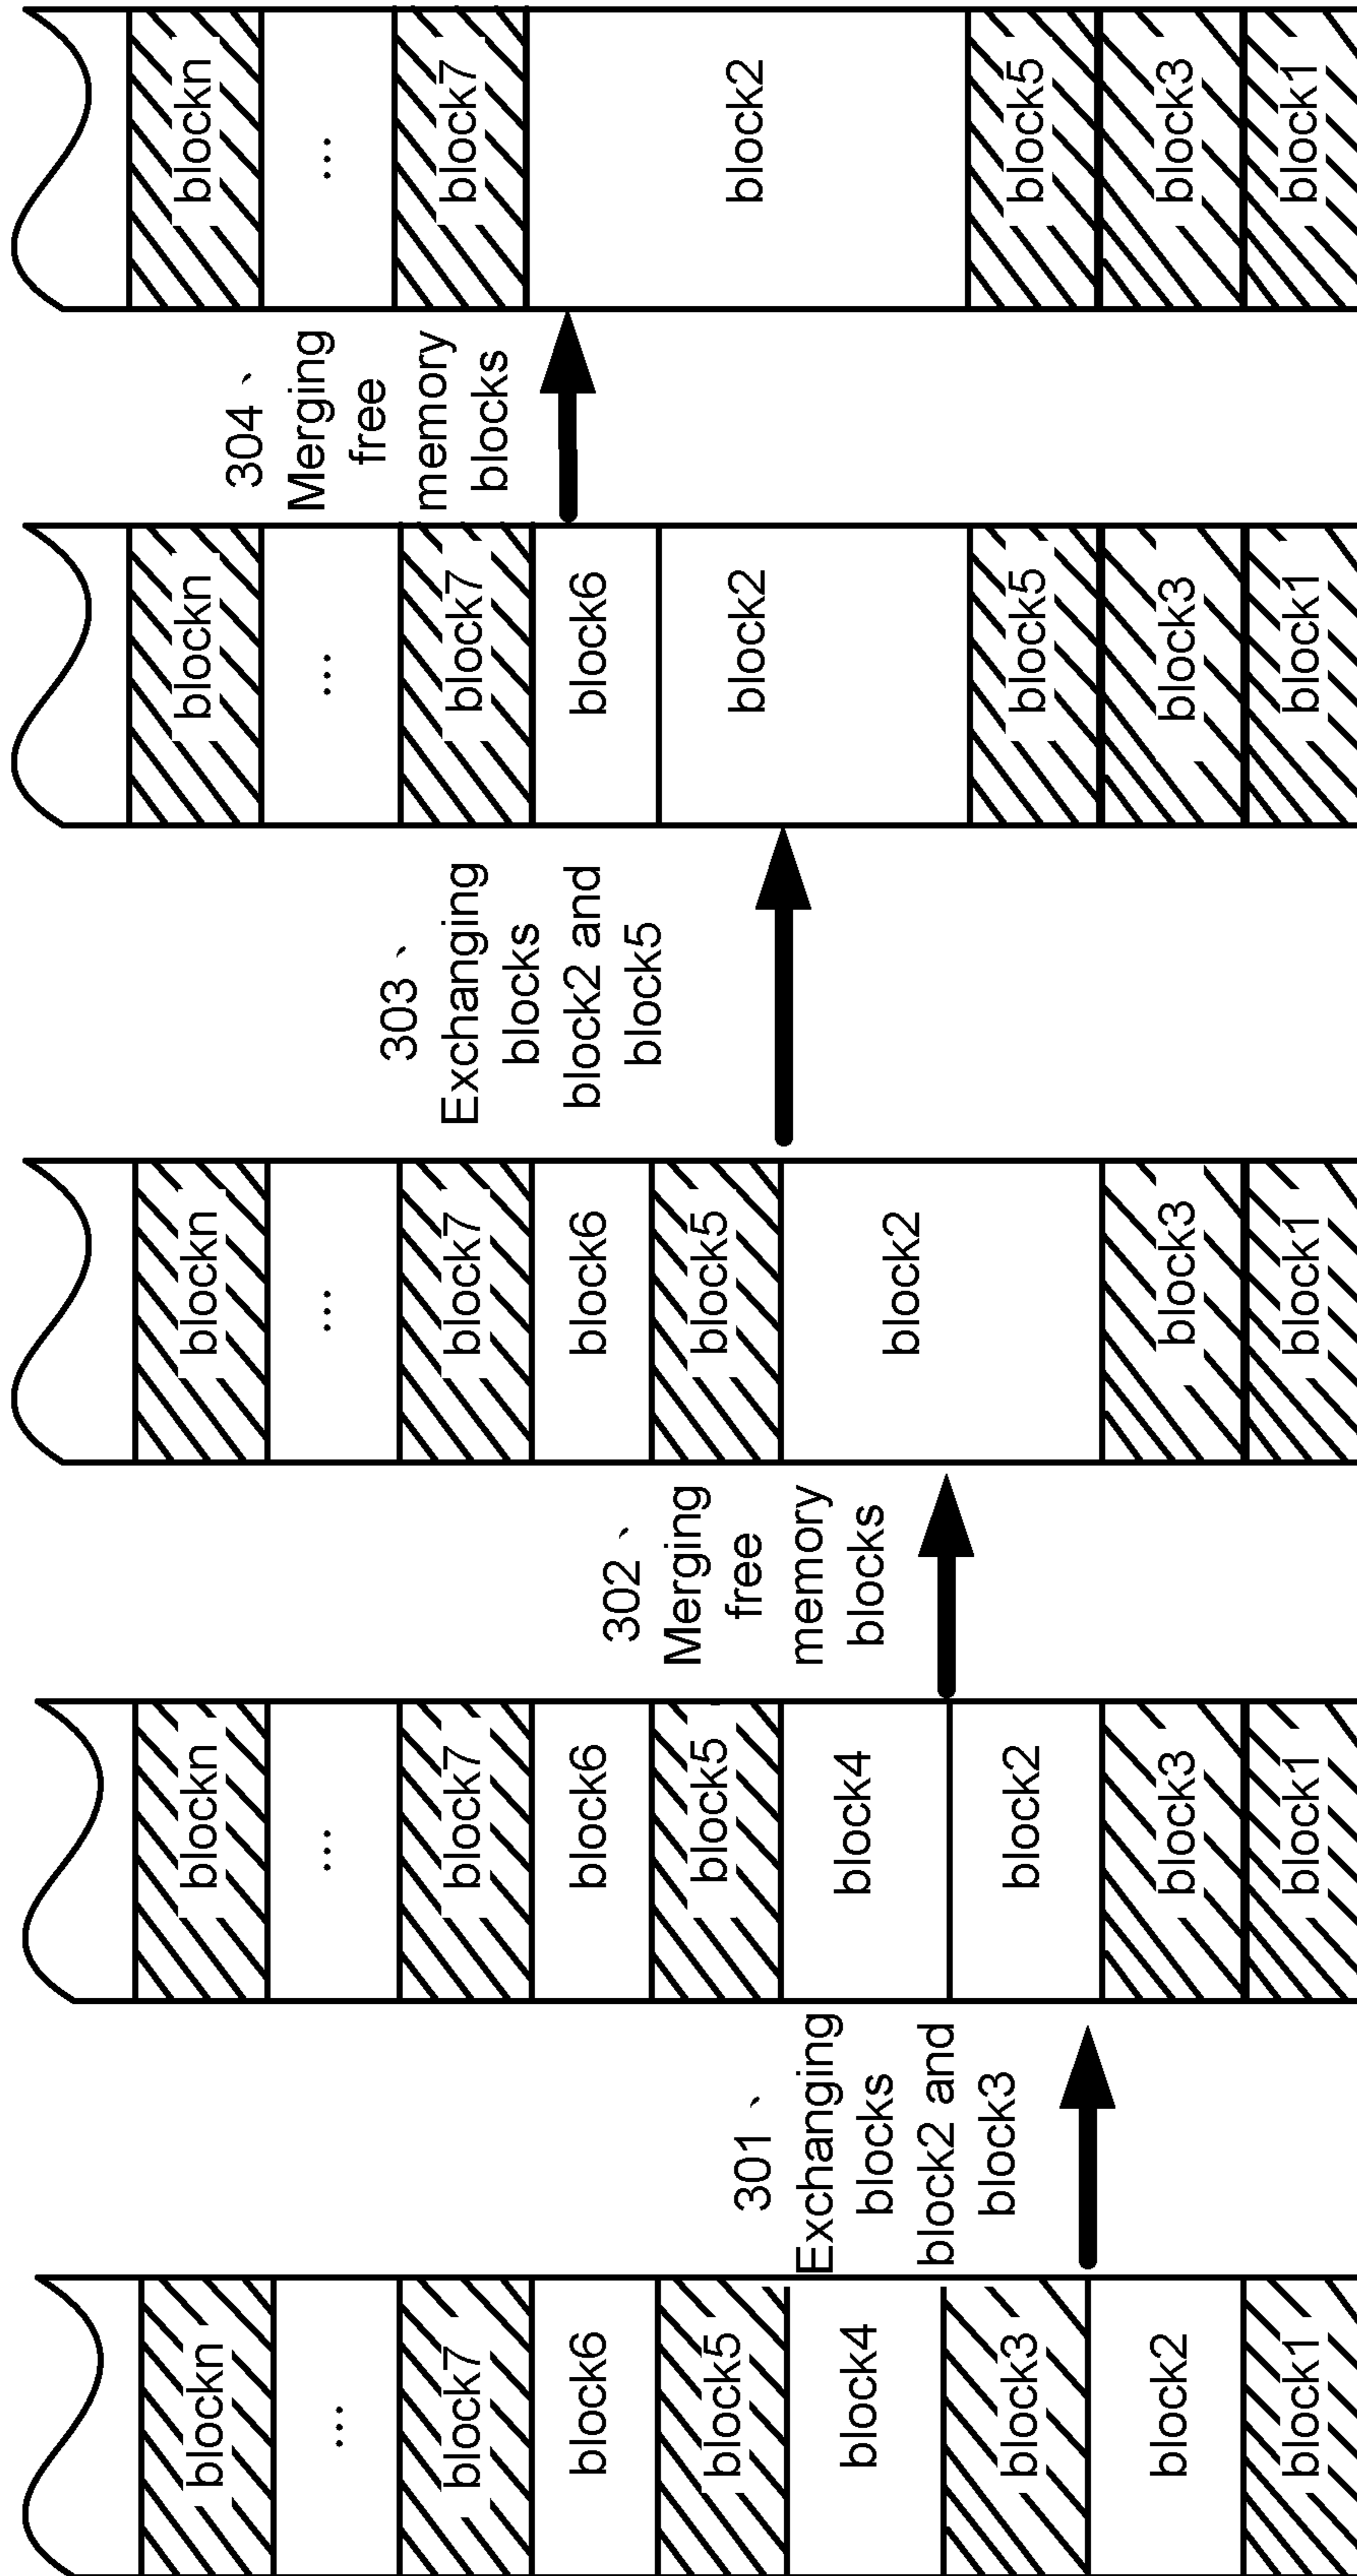 blockn
...
block7
block6
block5
block4
block3
block2
block1
301、
Exchanging
blocks
block2 and
block3
blockn
...
block7
block6
block5
block4
block2
block3
block1
302、
Merging
free
memory
blocks
blockn
...
block7
block6
block5
block2
block3
block1
303、
Exchanging
blocks
block2 and
block5
blockn
...
block7
block6
block2
block5
block3
block1
304、
Merging
free
memory
blocks
blockn
...
block7
block2
block5
block3
block1